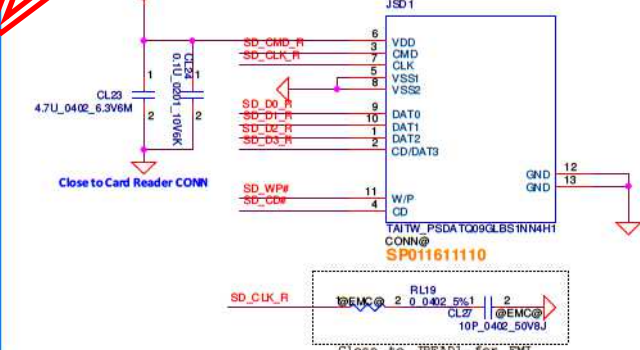 JSD1
SD_CMD_R
SD_CLK_R
6 VDD
3 CMD
7 CLK
5 VSS1
8 VSS2
1
1
CL23
4.7U_0402_6.3V6M
CL24
0.1U_0201_10V6K
2
2
SD_D0_R
SD_D1_R
SD_D2_R
SD_D3_R
9 DAT0
10 DAT1
1 DAT2
2 CD/DAT3
GND 12
GND 13
Close to Card Reader CONN
SD_WP#
SD_CD#
11 W/P
4 CD
TAITW_PSDATQ09GLBS1NN4H1
CONN@
SP011611110
RL19
SD_CLK_R
1 @EMC@ 2 0_0402_5%
1 2
CL27 @EMC@
10P_0402_50V8J